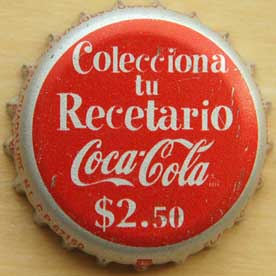 Colecciona
tu
Recetario
Coca-Cola
$2.50